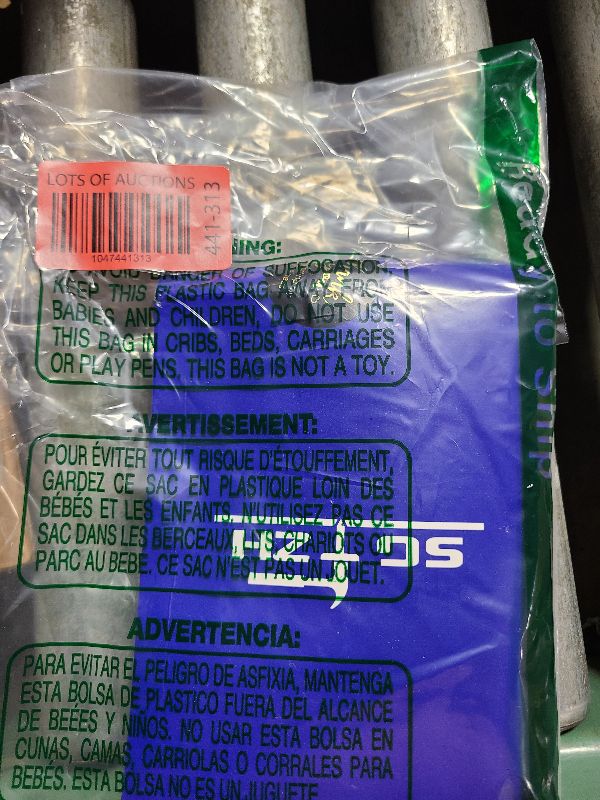 LOTS OF AUCTIONS
1047441313
441-313
ING:
AVOID DANGER OF SUFFOCATION,
KEEP THIS PLASTIC BAG AWAY FROM
BABIES AND CHILDREN, DO NOT USE
THIS BAG IN CRIBS, BEDS, CARRIAGES
OR PLAY PENS. THIS BAG IS NOT A TOY.
VERTISSEMENT:
POUR ÉVITER TOUT RISQUE D'ÉTOUFFEMENT,
GARDEZ CE SAC EN PLASTIQUE LOIN DES
BÉBÉS ET LES ENFANTS. N'UTILISEZ PAS CE
SAC DANS LES BERCEAUX, LITS, CHARIOTS OU
PARC AU BEBE. CE SAC N'EST PAS UN JOUET.
ADVERTENCIA:
PARA EVITAR EL PELIGRO DE ASFIXIA, MANTENGA
ESTA BOLSA DE PLASTICO FUERA DEL ALCANCE
DE BEÉES Y NIÑOS. NO USAR ESTA BOLSA EN
CUNAS, CAMAS, CARRIOLAS O CORRALES PARA
BEBÉS. ESTA BOLSA NO ES UN JUGUETE.
Ready to Ship